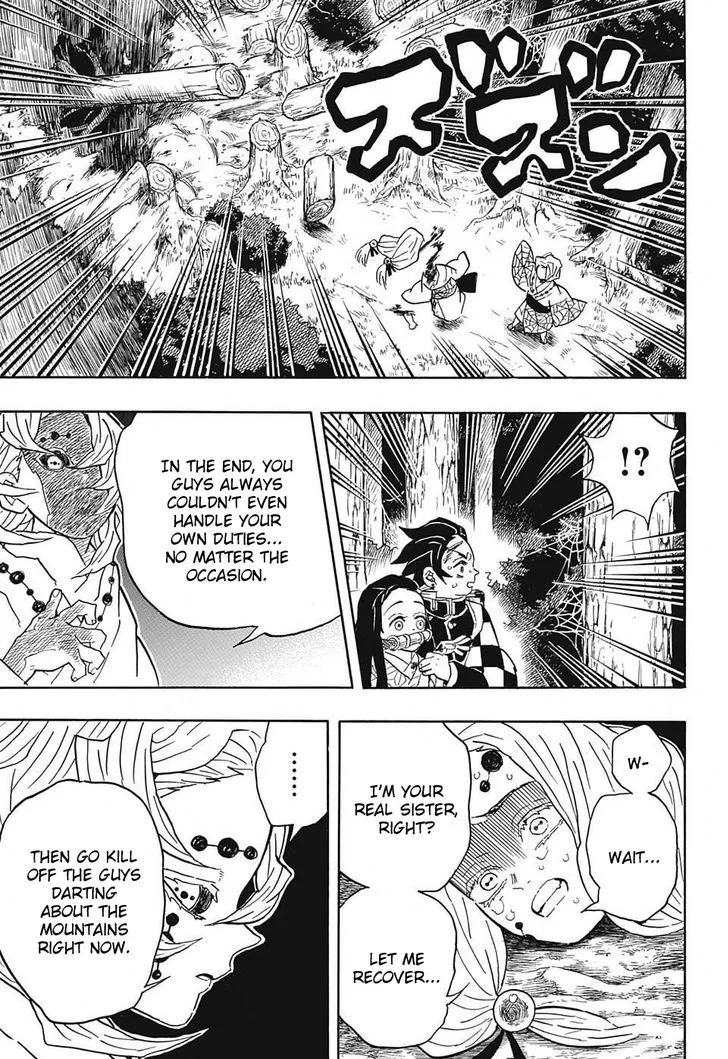 ズズン
!?
IN THE END, YOU
GUYS ALWAYS
COULDN'T EVEN
HANDLE YOUR
OWN DUTIES...
NO MATTER THE
OCCASION.
W-
WAIT...
I'M YOUR
REAL SISTER,
RIGHT?
LET ME
RECOVER...
......
THEN GO KILL
OFF THE GUYS
DARTING
ABOUT THE
MOUNTAINS
RIGHT NOW.